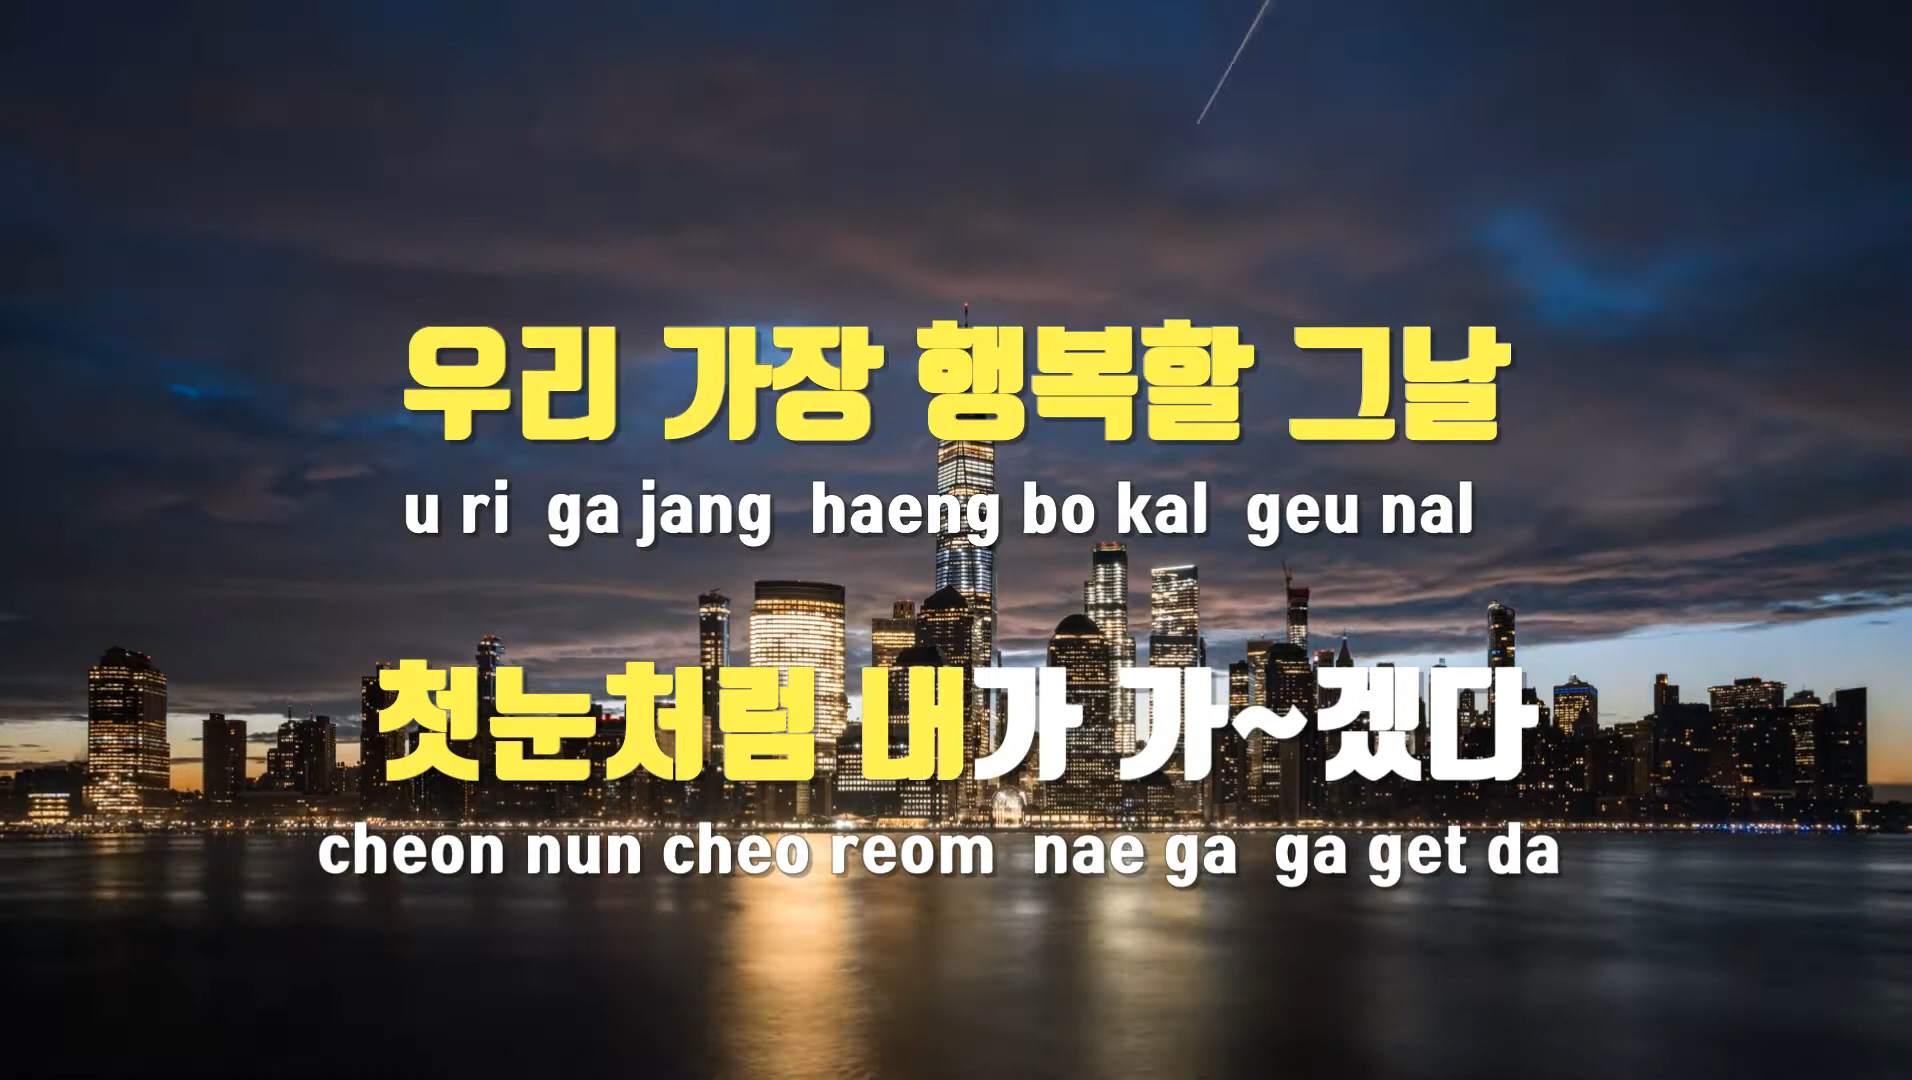 우리 가장 행복할 그날
u ri ga jang haeng bo kal geu nal
첫눈처럼 내가 가~겠다
cheon nun cheo reom nae ga ga get da